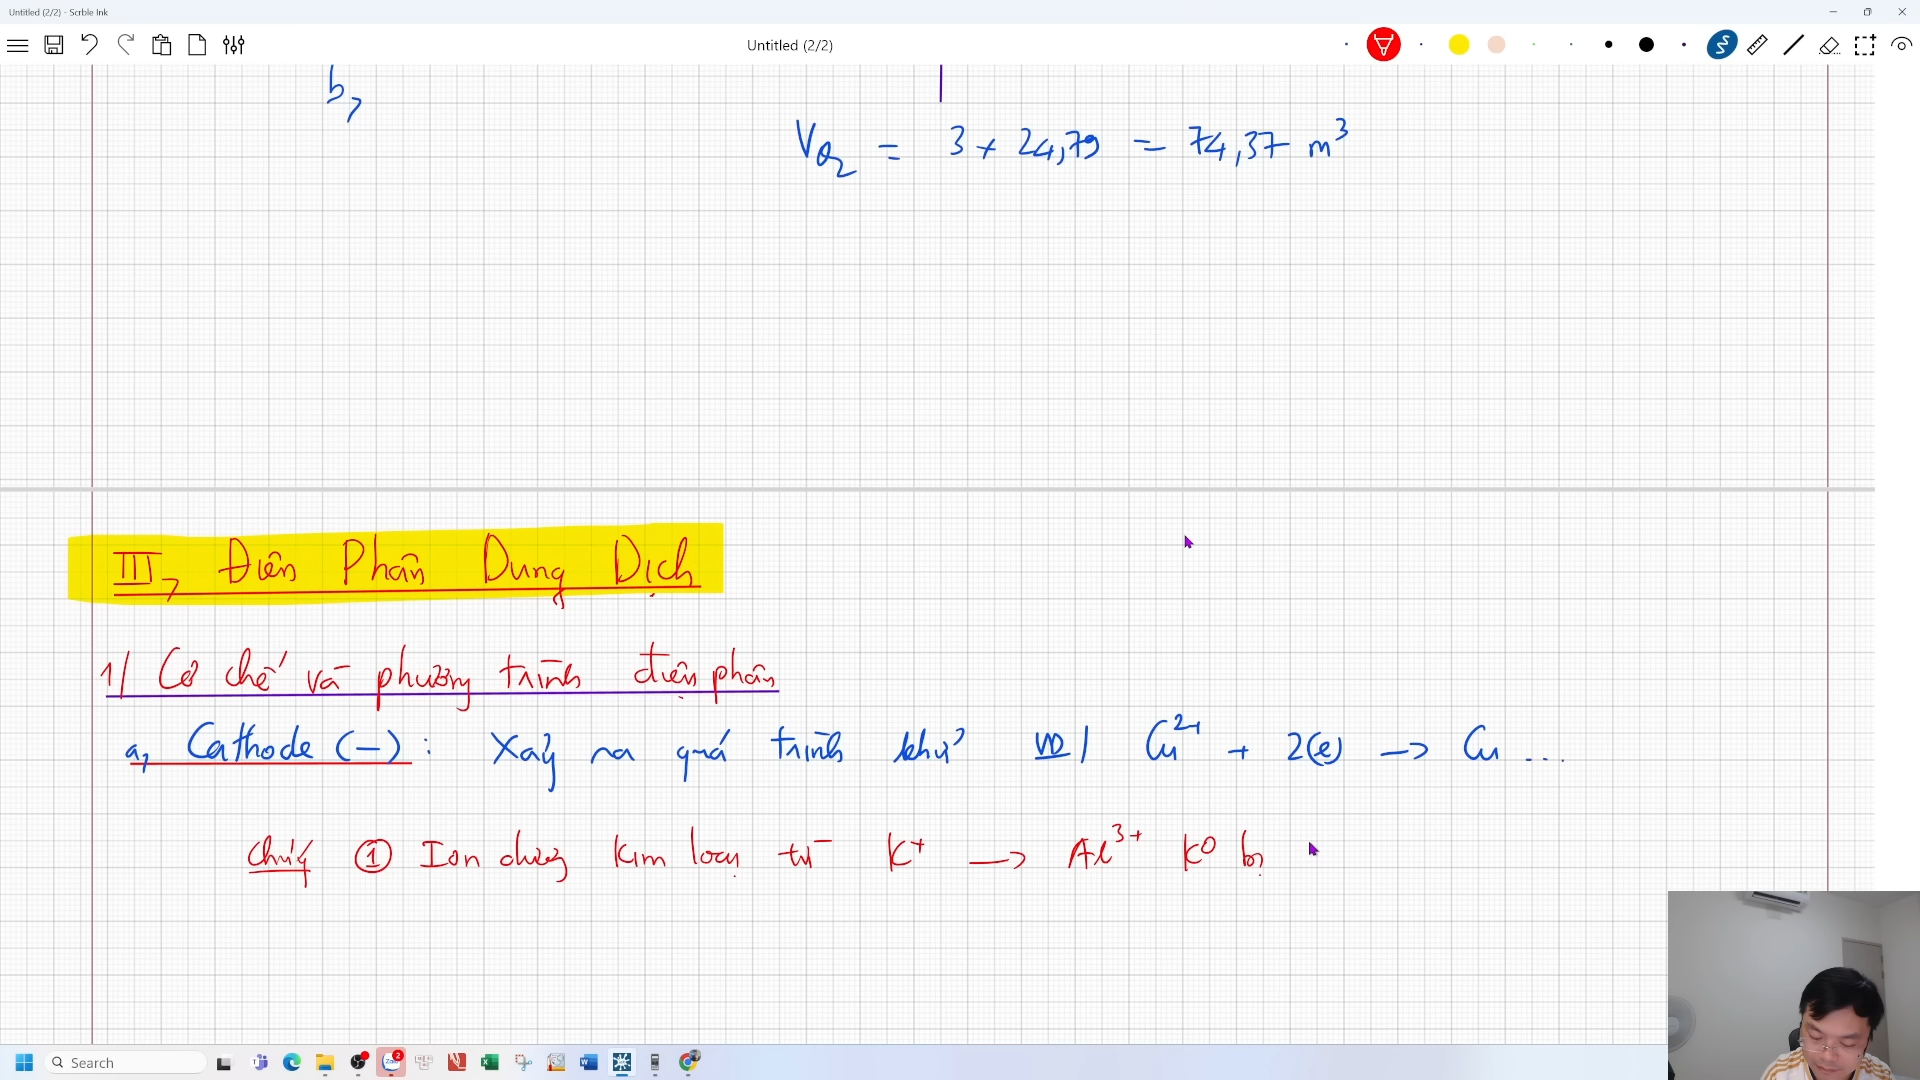 Untitled (2/2) - Scrble Ink
Untitled (2/2)
b,
V_{O_2} = 3 × 24,79 = 74,37 m³
III, Điện Phân Dung Dịch
1/ Cơ chế và phương trình điện phân
a, Cathode (-) : Xảy ra quá trình khử VD/ Cu²⁺ + 2(e) → Cu ...
Chú ý ① Ion dương kim loại từ K⁺ → Al³⁺ K⁰ bị
Search